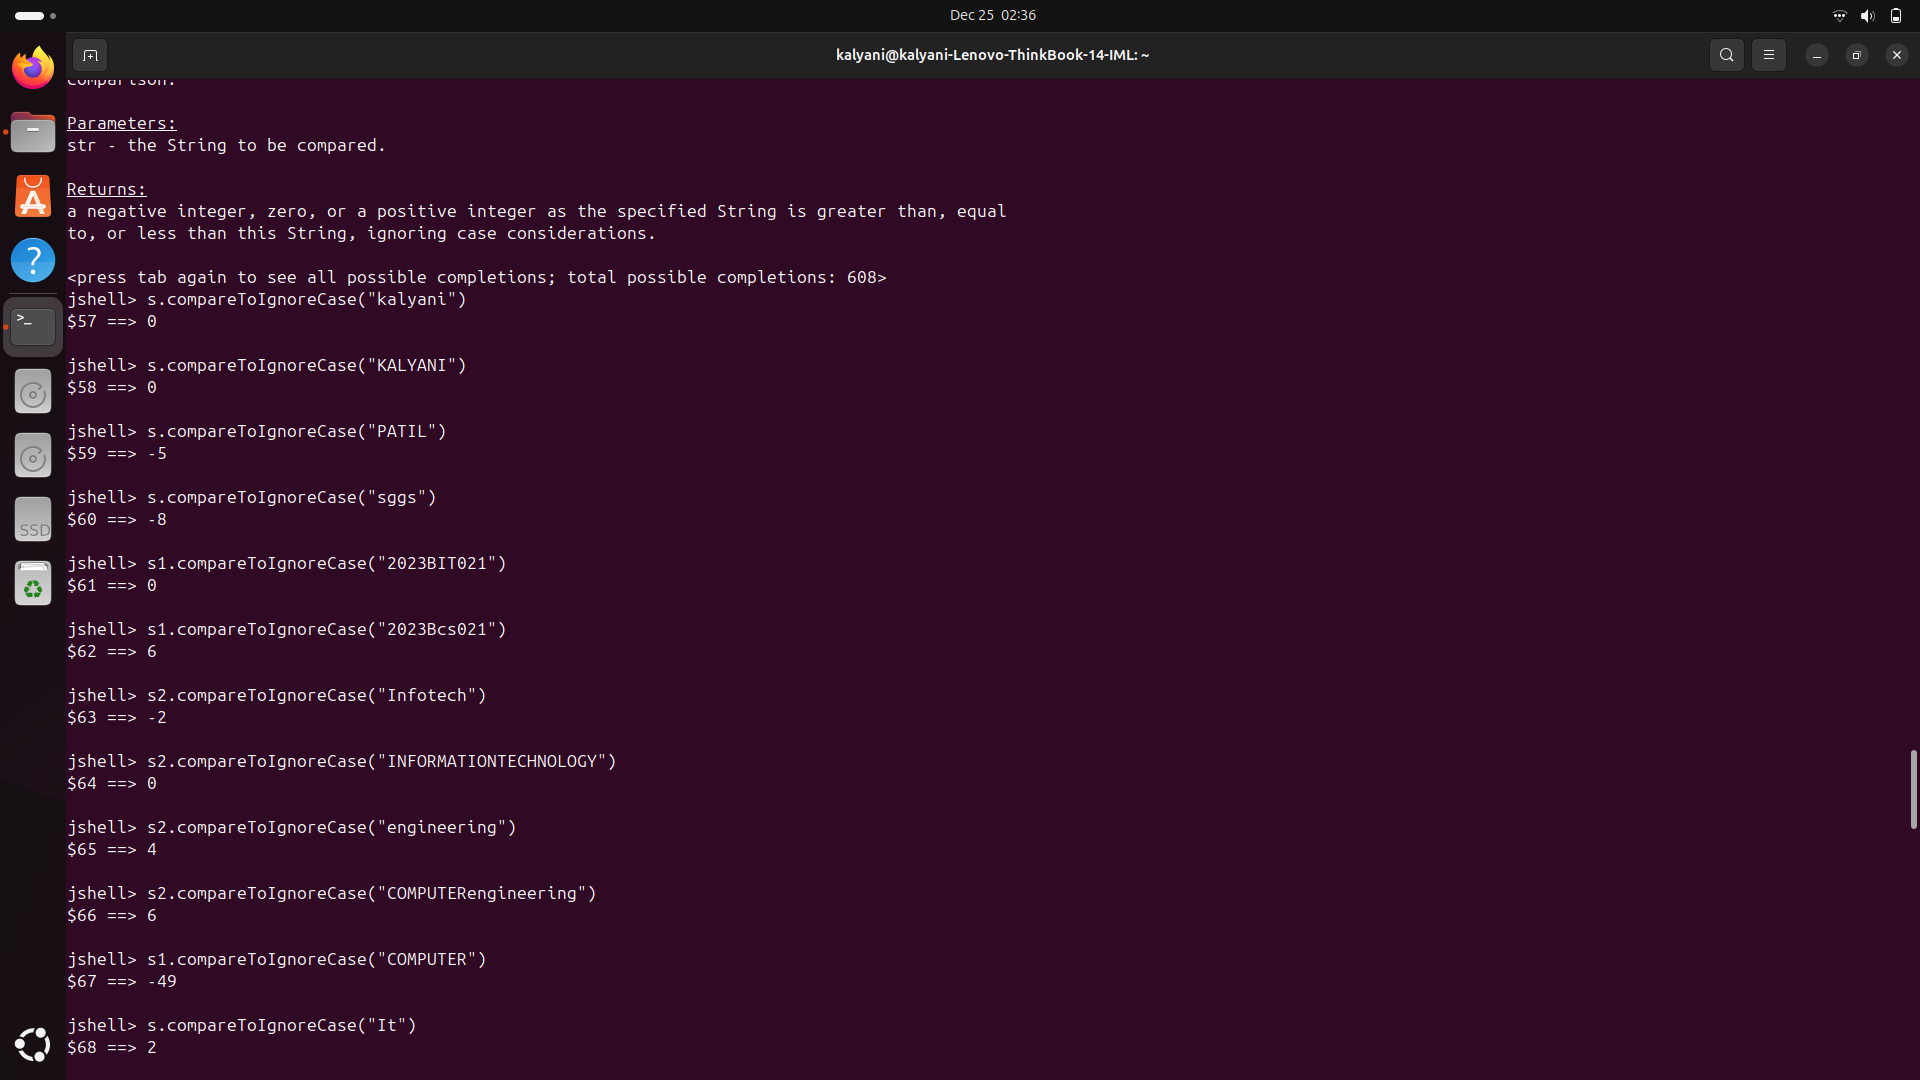 Dec 25 02:36
kalyani@kalyani-Lenovo-ThinkBook-14-IML: ~
comparison.
Parameters:
str - the String to be compared.
Returns:
a negative integer, zero, or a positive integer as the specified String is greater than, equal
to, or less than this String, ignoring case considerations.
<press tab again to see all possible completions; total possible completions: 608>
jshell> s.compareToIgnoreCase("kalyani")
$57 ==> 0
jshell> s.compareToIgnoreCase("KALYANI")
$58 ==> 0
jshell> s.compareToIgnoreCase("PATIL")
$59 ==> -5
jshell> s.compareToIgnoreCase("sggs")
$60 ==> -8
jshell> s1.compareToIgnoreCase("2023BIT021")
$61 ==> 0
jshell> s1.compareToIgnoreCase("2023Bcs021")
$62 ==> 6
jshell> s2.compareToIgnoreCase("Infotech")
$63 ==> -2
jshell> s2.compareToIgnoreCase("INFORMATIONTECHNOLOGY")
$64 ==> 0
jshell> s2.compareToIgnoreCase("engineering")
$65 ==> 4
jshell> s2.compareToIgnoreCase("COMPUTERengineering")
$66 ==> 6
jshell> s1.compareToIgnoreCase("COMPUTER")
$67 ==> -49
jshell> s.compareToIgnoreCase("It")
$68 ==> 2
SSD